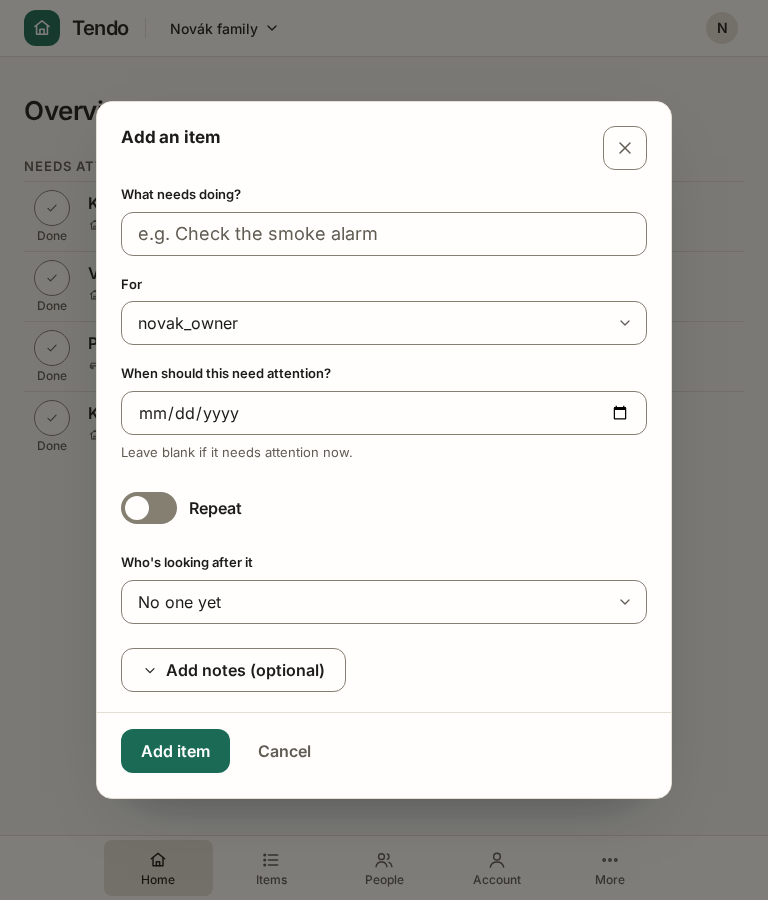 Tendo
Novák family
N
NEEDS
Done
Done
Done
Done
Add an item
What needs doing?
e.g. Check the smoke alarm
For
novak_owner
When should this need attention?
mm/dd/yyyy
Leave blank if it needs attention now.
Repeat
Who's looking after it
No one yet
Add notes (optional)
Add item
Cancel
Home
Items
People
Account
More